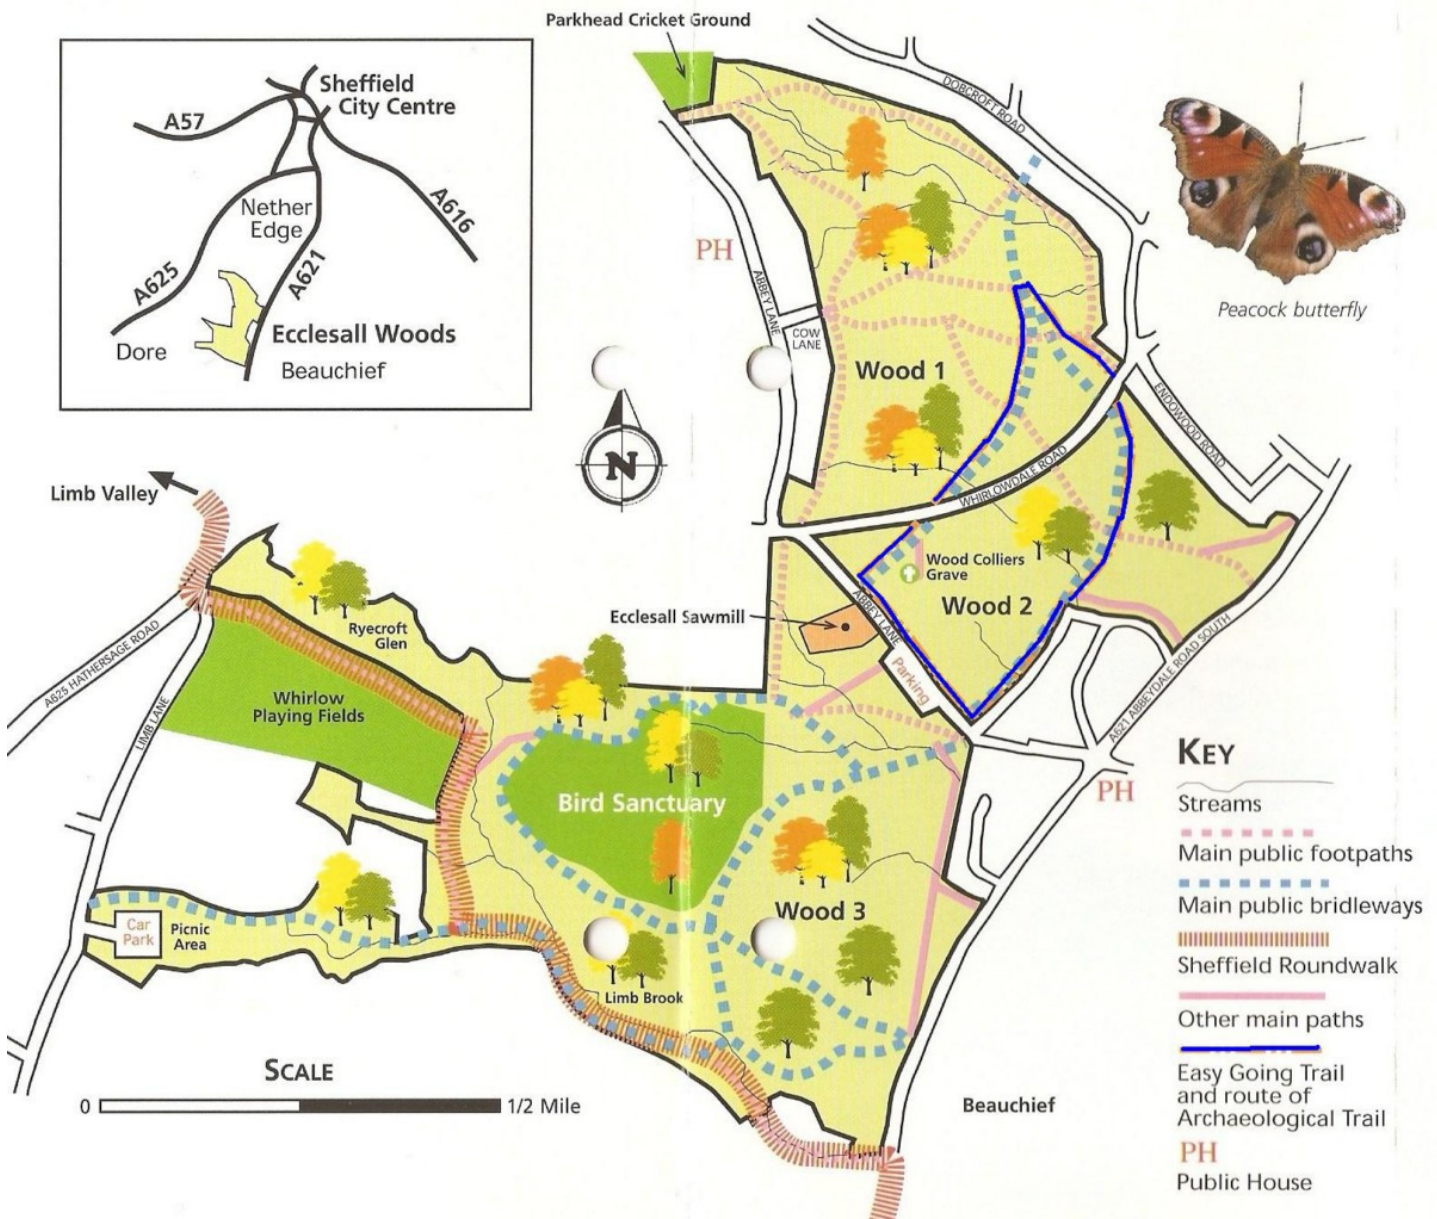 Parkhead Cricket Ground
Sheffield
City Centre
A57
A616
Nether
Edge
A625
A621
Ecclesall Woods
Dore
Beauchief
DOBCROFT ROAD
PH
ABBEY LANE
COW
LANE
Wood 1
Peacock butterfly
ENDOWOOD ROAD
WHIRLOWDALE ROAD
N
Limb Valley
Wood Colliers
Grave
Wood 2
ABBEY LANE
Ecclesall Sawmill
Parking
A625 HATHERSAGE ROAD
Ryecroft
Glen
LIMB LANE
Whirlow
Playing Fields
A621 ABBEYDALE ROAD SOUTH
PH
Bird Sanctuary
Wood 3
Car
Park
Picnic
Area
Limb Brook
SCALE
0
1/2 Mile
Beauchief
KEY
Streams
Main public footpaths
Main public bridleways
Sheffield Roundwalk
Other main paths
Easy Going Trail
and route of
Archaeological Trail
PH
Public House